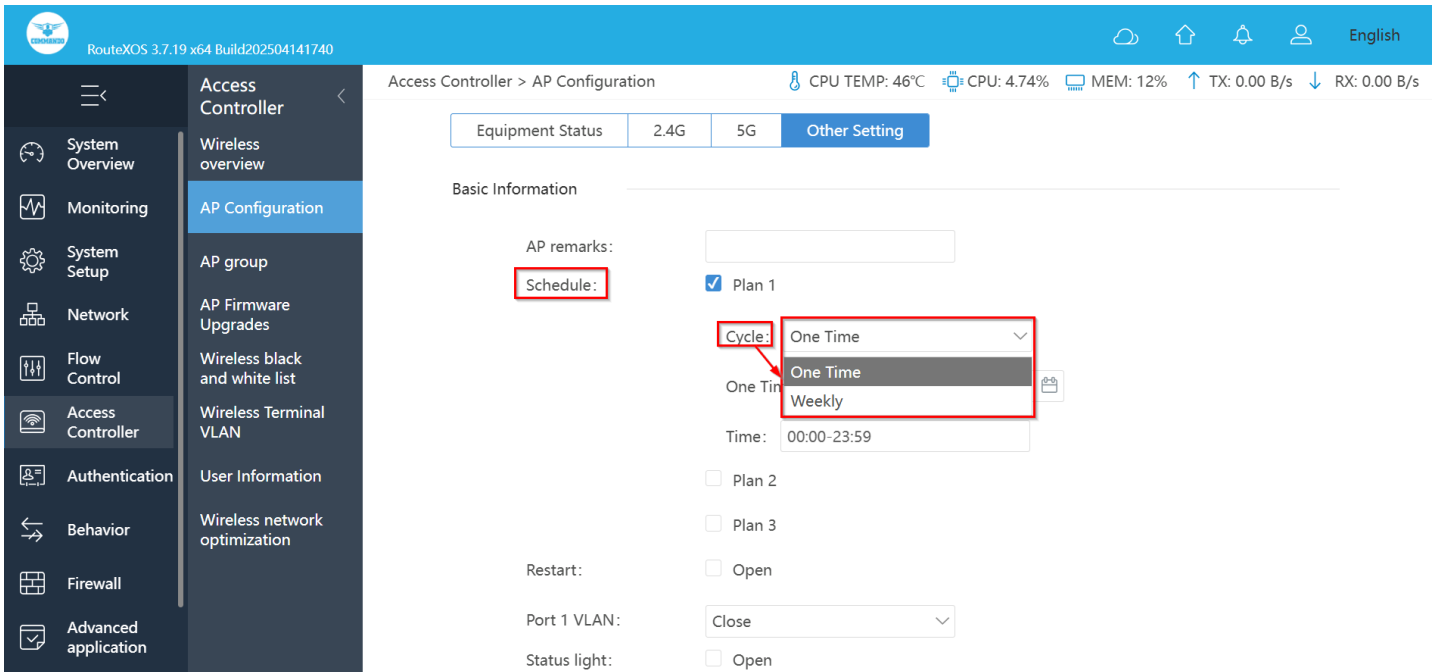 COMMANDO
RouteXOS 3.7.19 x64 Build202504141740
English
Access Controller > AP Configuration
CPU TEMP: 46℃
CPU: 4.74%
MEM: 12%
TX: 0.00 B/s
RX: 0.00 B/s
System
Overview
Monitoring
System
Setup
Network
Flow
Control
Access
Controller
Authentication
Behavior
Firewall
Advanced
application
Access
Controller
Wireless
overview
AP Configuration
AP group
AP Firmware
Upgrades
Wireless black
and white list
Wireless Terminal
VLAN
User Information
Wireless network
optimization
Equipment Status
2.4G
5G
Other Setting
Basic Information
AP remarks:
Schedule:
Plan 1
Cycle:
One Time
One Time
Weekly
One Tim
Time:
00:00-23:59
Plan 2
Plan 3
Restart:
Open
Port 1 VLAN:
Close
Status light:
Open